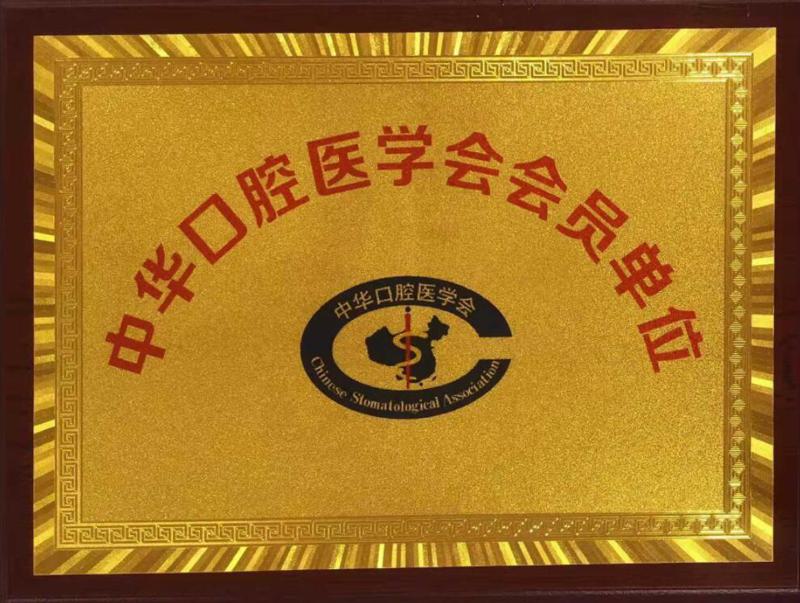 中华口腔医学会会员单位
中华口腔医学会
Chinese Stomatological Association